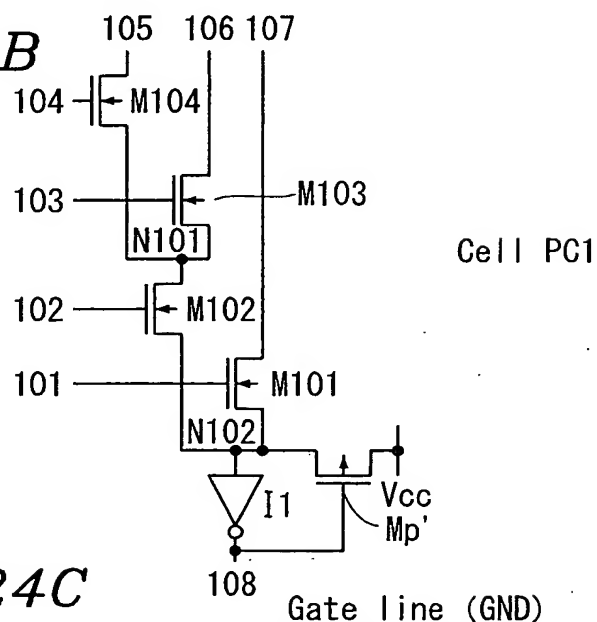 105 106 107
B
104 M104
103 M103
N101
Cell PC1
102 M102
101 M101
N102
I1 Vcc
Mp'
108
24C
Gate line (GND)